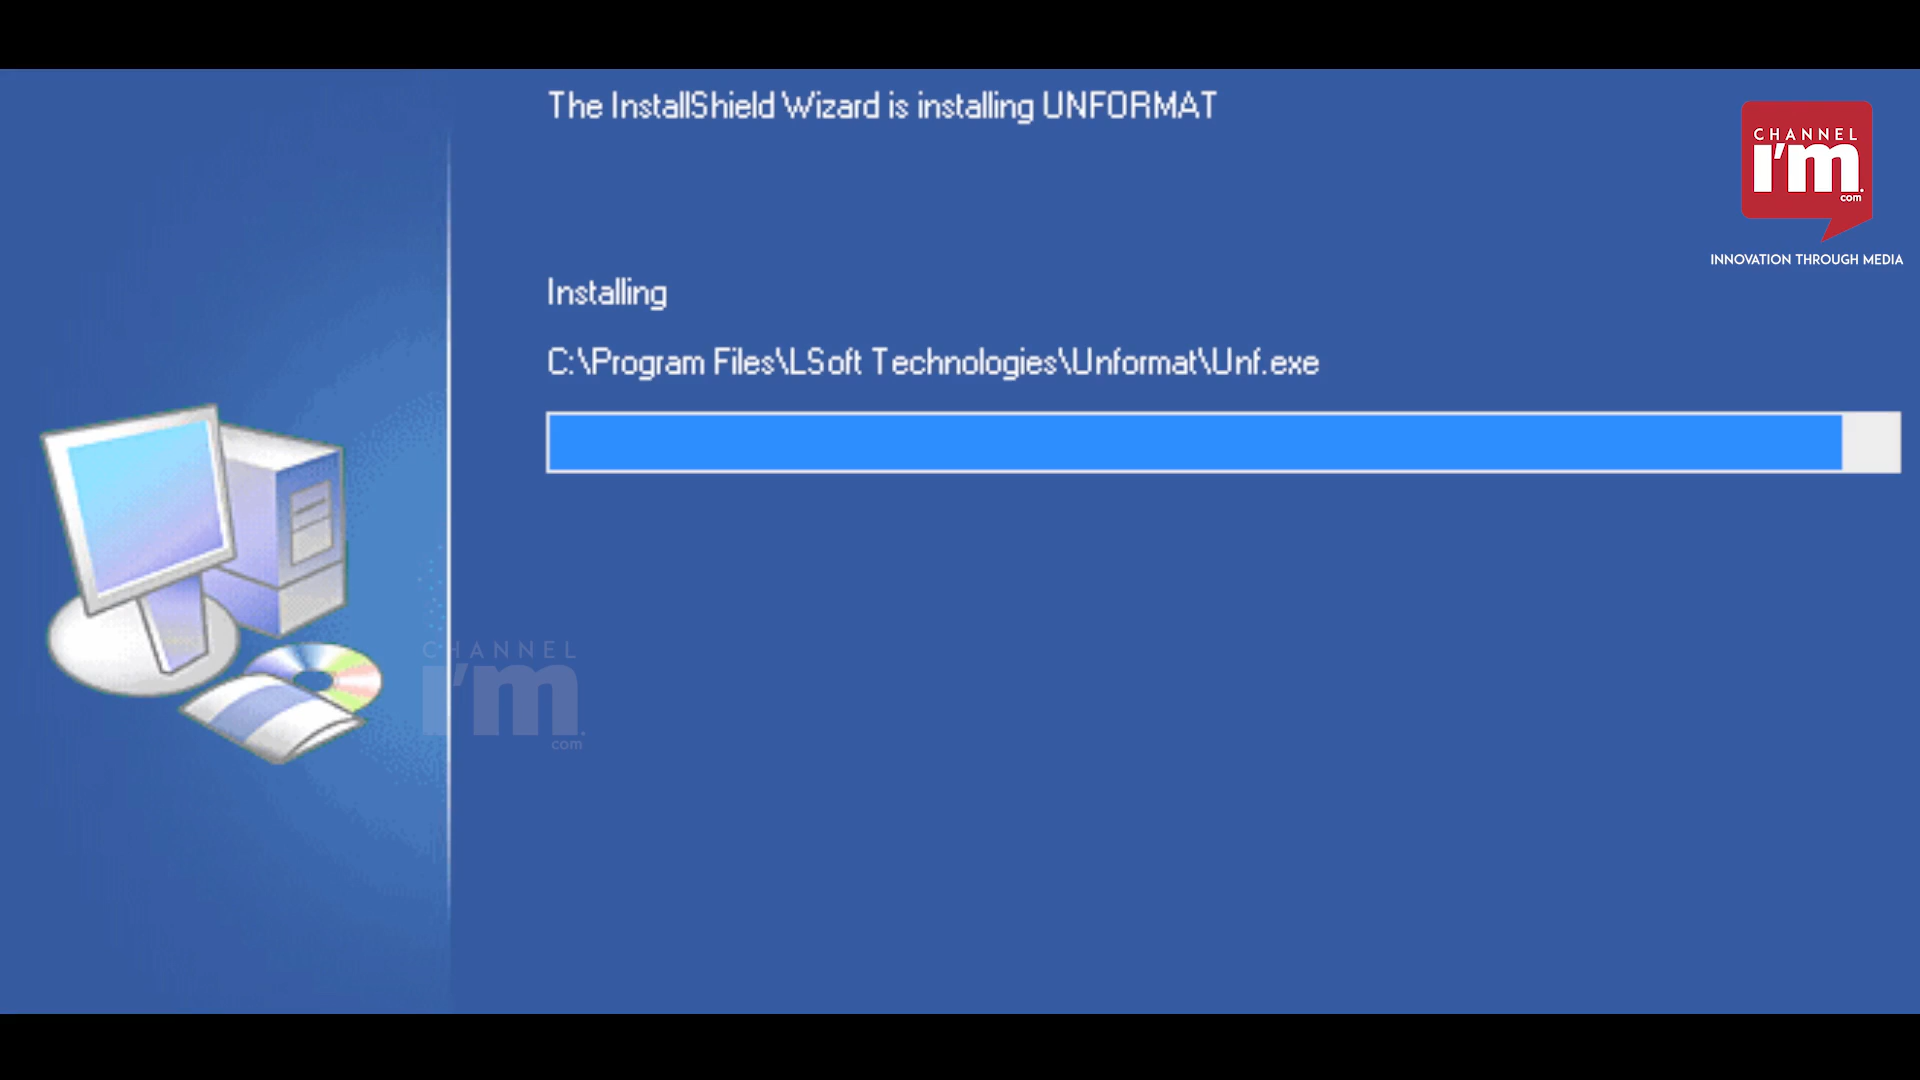 The InstallShield Wizard is installing UNFORMAT
CHANNEL
i'm.
com
INNOVATION THROUGH MEDIA
Installing
C:\Program Files\LSoft Technologies\Unformat\Unf.exe
CHANNEL
i'm.
com